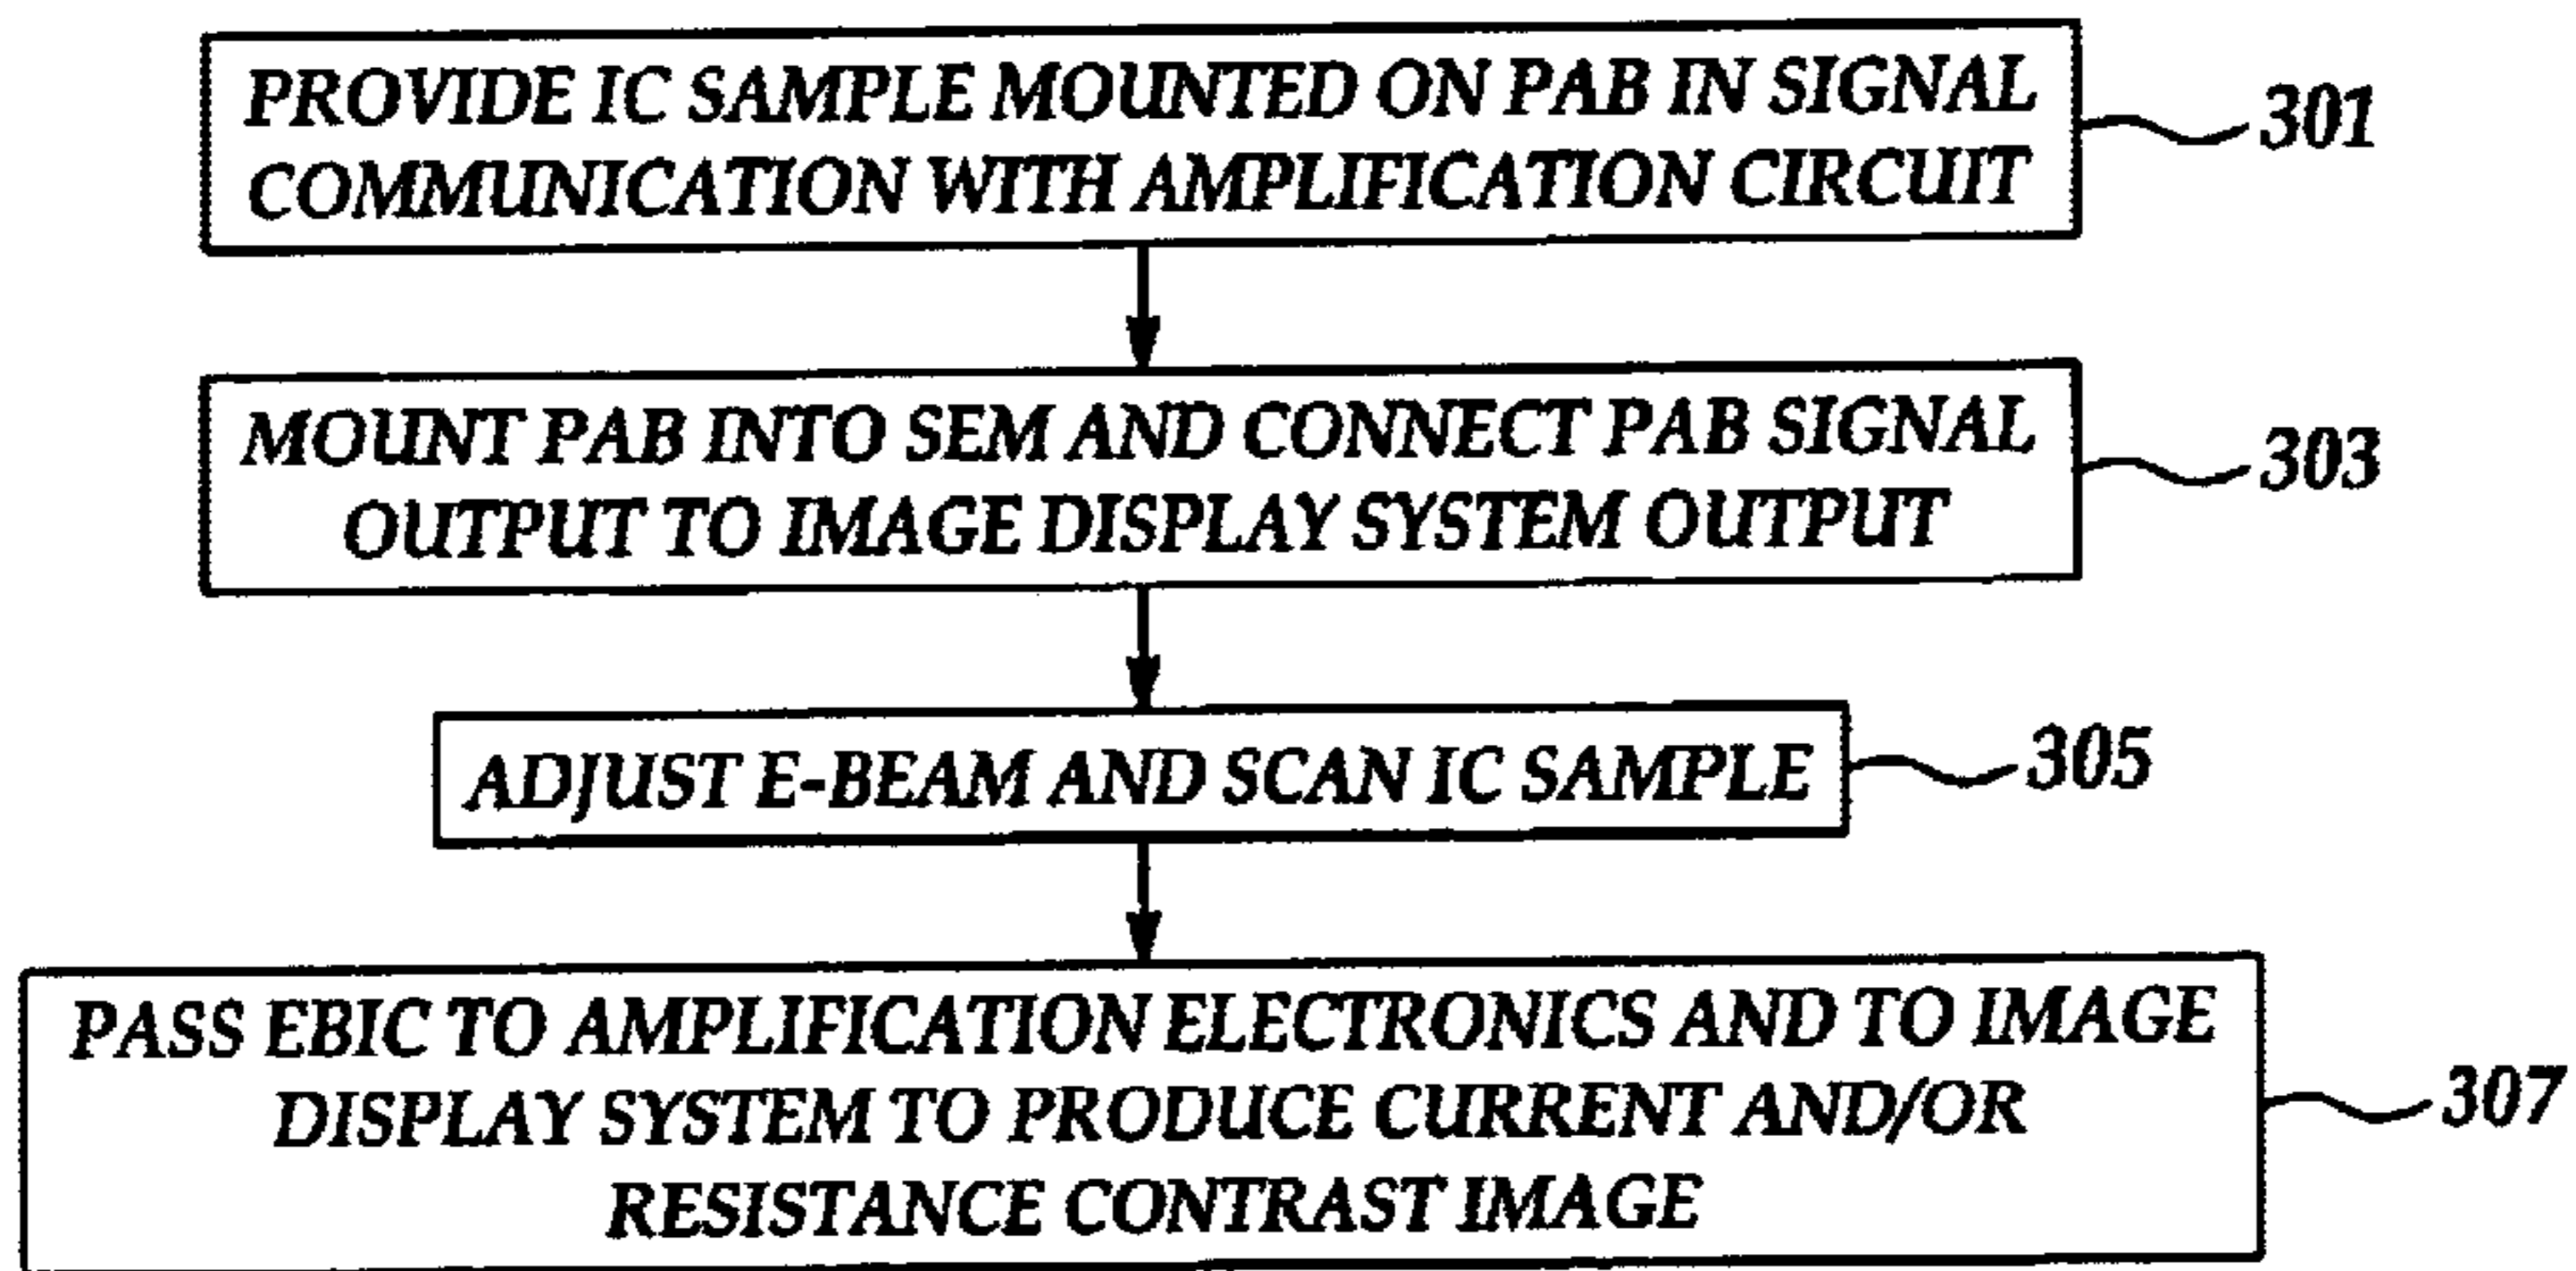 PROVIDE IC SAMPLE MOUNTED ON PAB IN SIGNAL
COMMUNICATION WITH AMPLIFICATION CIRCUIT
301
MOUNT PAB INTO SEM AND CONNECT PAB SIGNAL
OUTPUT TO IMAGE DISPLAY SYSTEM OUTPUT
303
ADJUST E-BEAM AND SCAN IC SAMPLE
305
PASS EBIC TO AMPLIFICATION ELECTRONICS AND TO IMAGE
DISPLAY SYSTEM TO PRODUCE CURRENT AND/OR
RESISTANCE CONTRAST IMAGE
307